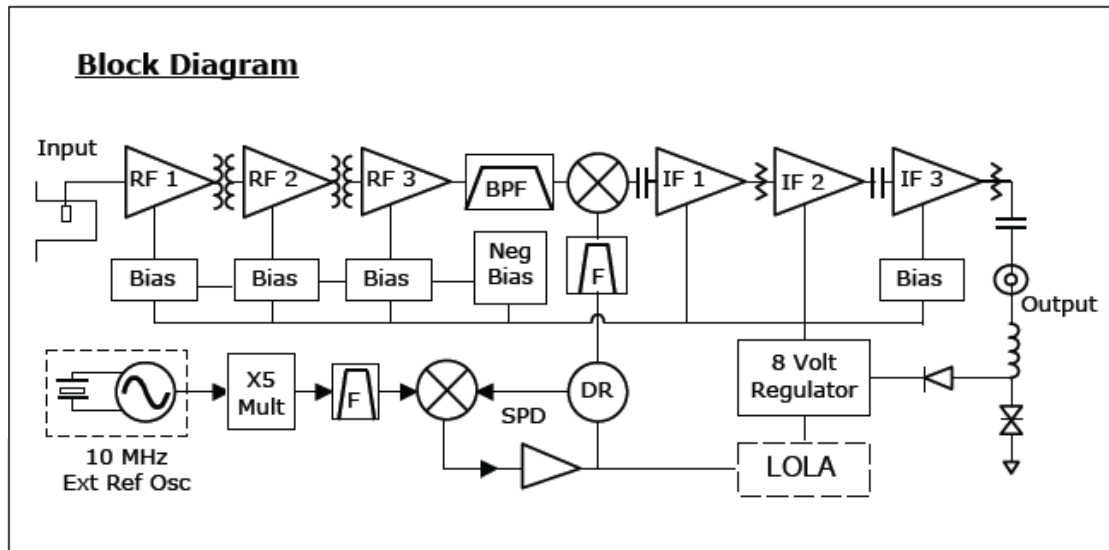 Block Diagram
Input
RF 1
RF 2
RF 3
BPF
IF 1
IF 2
IF 3
Bias
Bias
Bias
Neg
Bias
F
Bias
Output
X5
Mult
F
SPD
DR
8 Volt
Regulator
10 MHz
Ext Ref Osc
LOLA